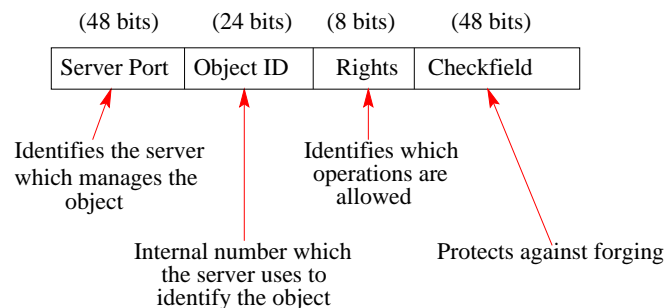 (48 bits) (24 bits) (8 bits) (48 bits)
Server Port Object ID Rights Checkfield
Identifies the server
which manages the
object
Identifies which
operations are
allowed
Internal number which
the server uses to
identify the object
Protects against forging